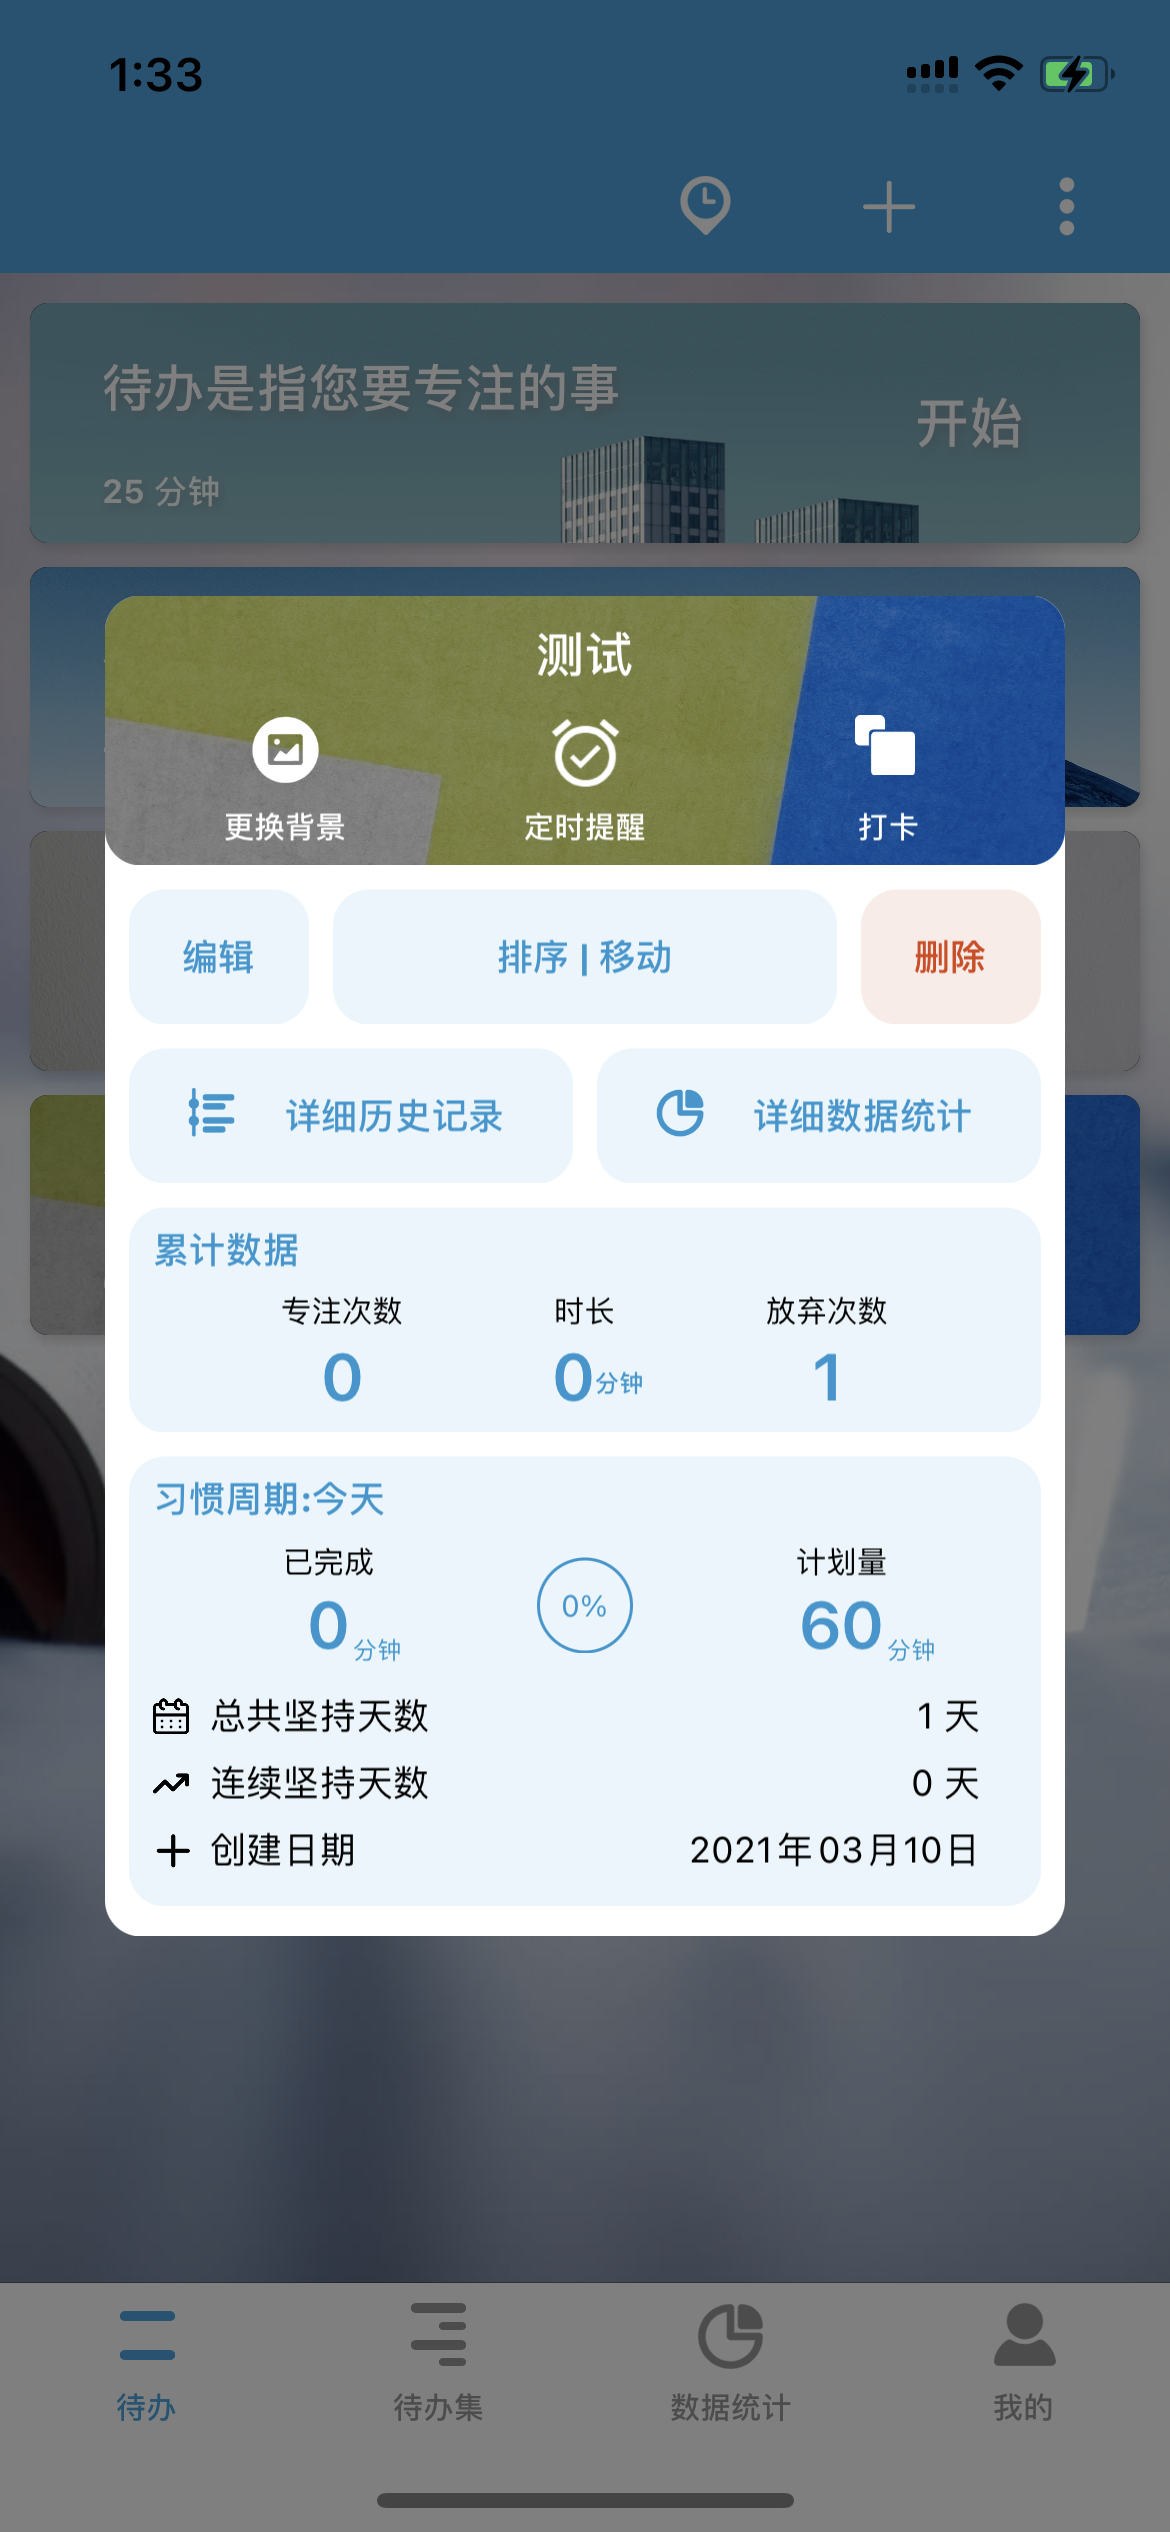 1:33
待办是指您要专注的事
开始
25 分钟
测试
更换背景
定时提醒
打卡
编辑
排序 | 移动
删除
详细历史记录
详细数据统计
累计数据
专注次数
时长
放弃次数
0
0分钟
1
习惯周期:今天
已完成
计划量
0 分钟
0%
60 分钟
总共坚持天数
1 天
连续坚持天数
0 天
创建日期
2021年03月10日
待办
待办集
数据统计
我的